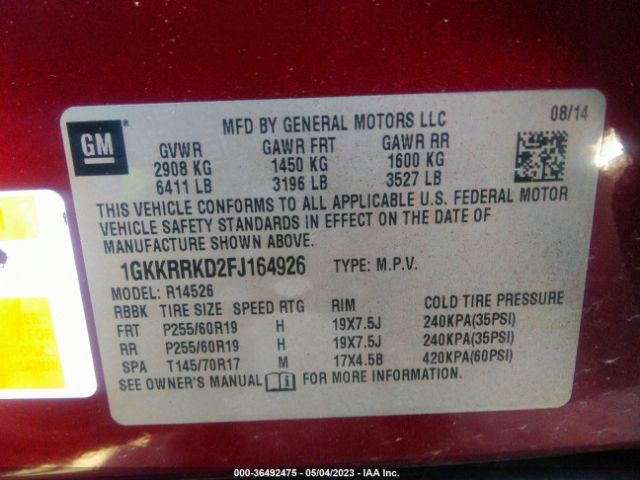 MFD BY GENERAL MOTORS LLC 08/14
GM
GVWR GAWR FRT GAWR RR
2908 KG 1450 KG 1600 KG
6411 LB 3196 LB 3527 LB
THIS VEHICLE CONFORMS TO ALL APPLICABLE U.S. FEDERAL MOTOR
VEHICLE SAFETY STANDARDS IN EFFECT ON THE DATE OF
MANUFACTURE SHOWN ABOVE.
1GKKRRKD2FJ164926 TYPE: M.P.V.
MODEL: R14526
RBBK TIRE SIZE SPEED RTG RIM COLD TIRE PRESSURE
FRT P255/60R19 H 19X7.5J 240KPA(35PSI)
RR P255/60R19 H 19X7.5J 240KPA(35PSI)
SPA T145/70R17 M 17X4.5B 420KPA(60PSI)
SEE OWNER'S MANUAL FOR MORE INFORMATION.
000-36492475 - 05/04/2023 - IAA Inc.